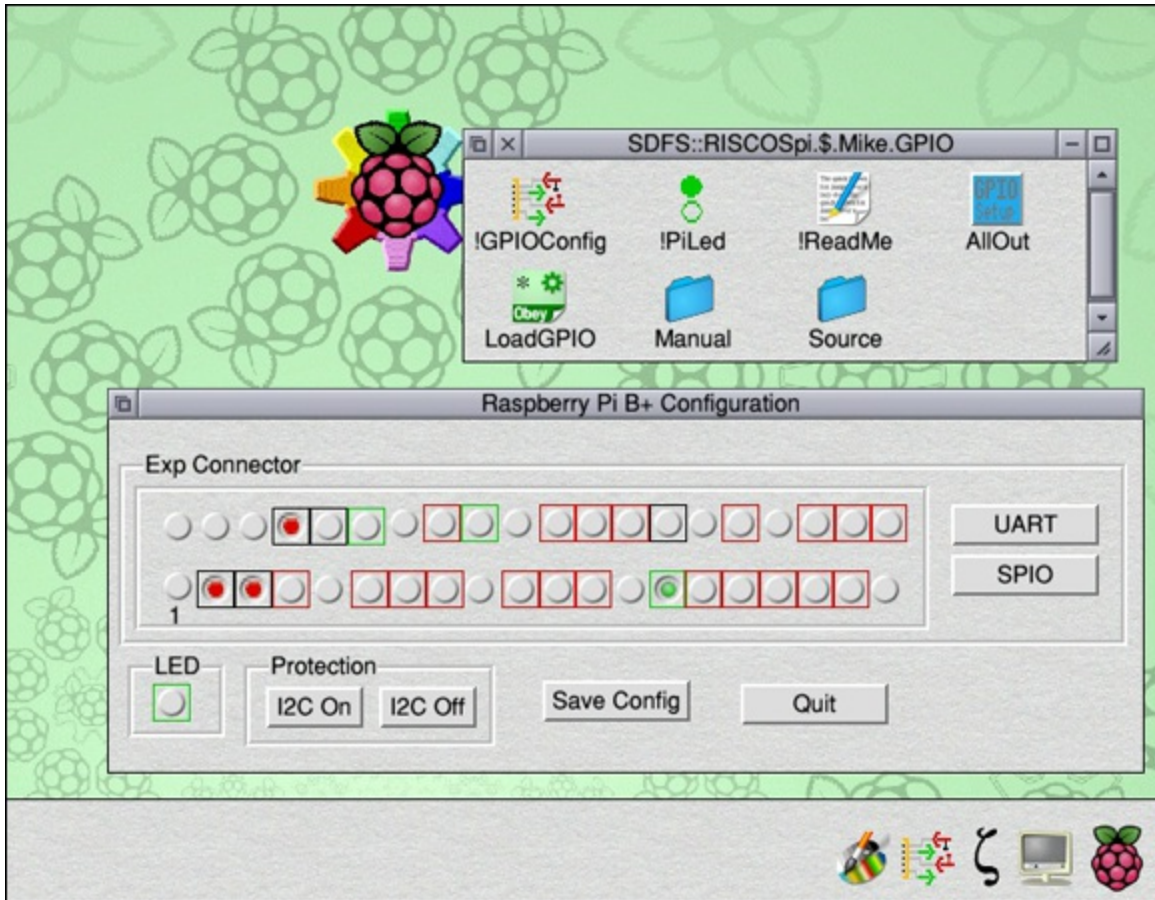 SDFS::RISCOSpi.$.Mike.GPIO
GPIO
Setup
!GPIOConfig !PiLed !ReadMe AllOut
* 
Obey
LoadGPIO Manual Source
Raspberry Pi B+ Configuration
Exp Connector
UART
SPIO
1
LED Protection
I2C On I2C Off Save Config Quit